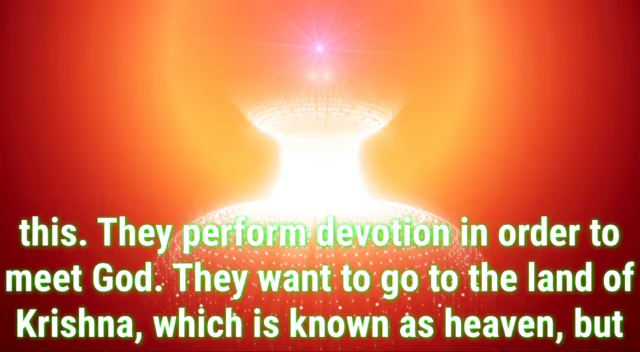 this. They perform devotion in order to
meet God. They want to go to the land of
Krishna, which is known as heaven, but